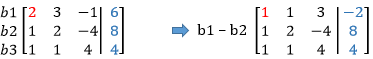 b1 [2 3 −1 | 6] [1 1 3 | −2]
b2 [1 2 −4 | 8] ➡ b1 − b2 [1 2 −4 | 8]
b3 [1 1 4 | 4] [1 1 4 | 4]